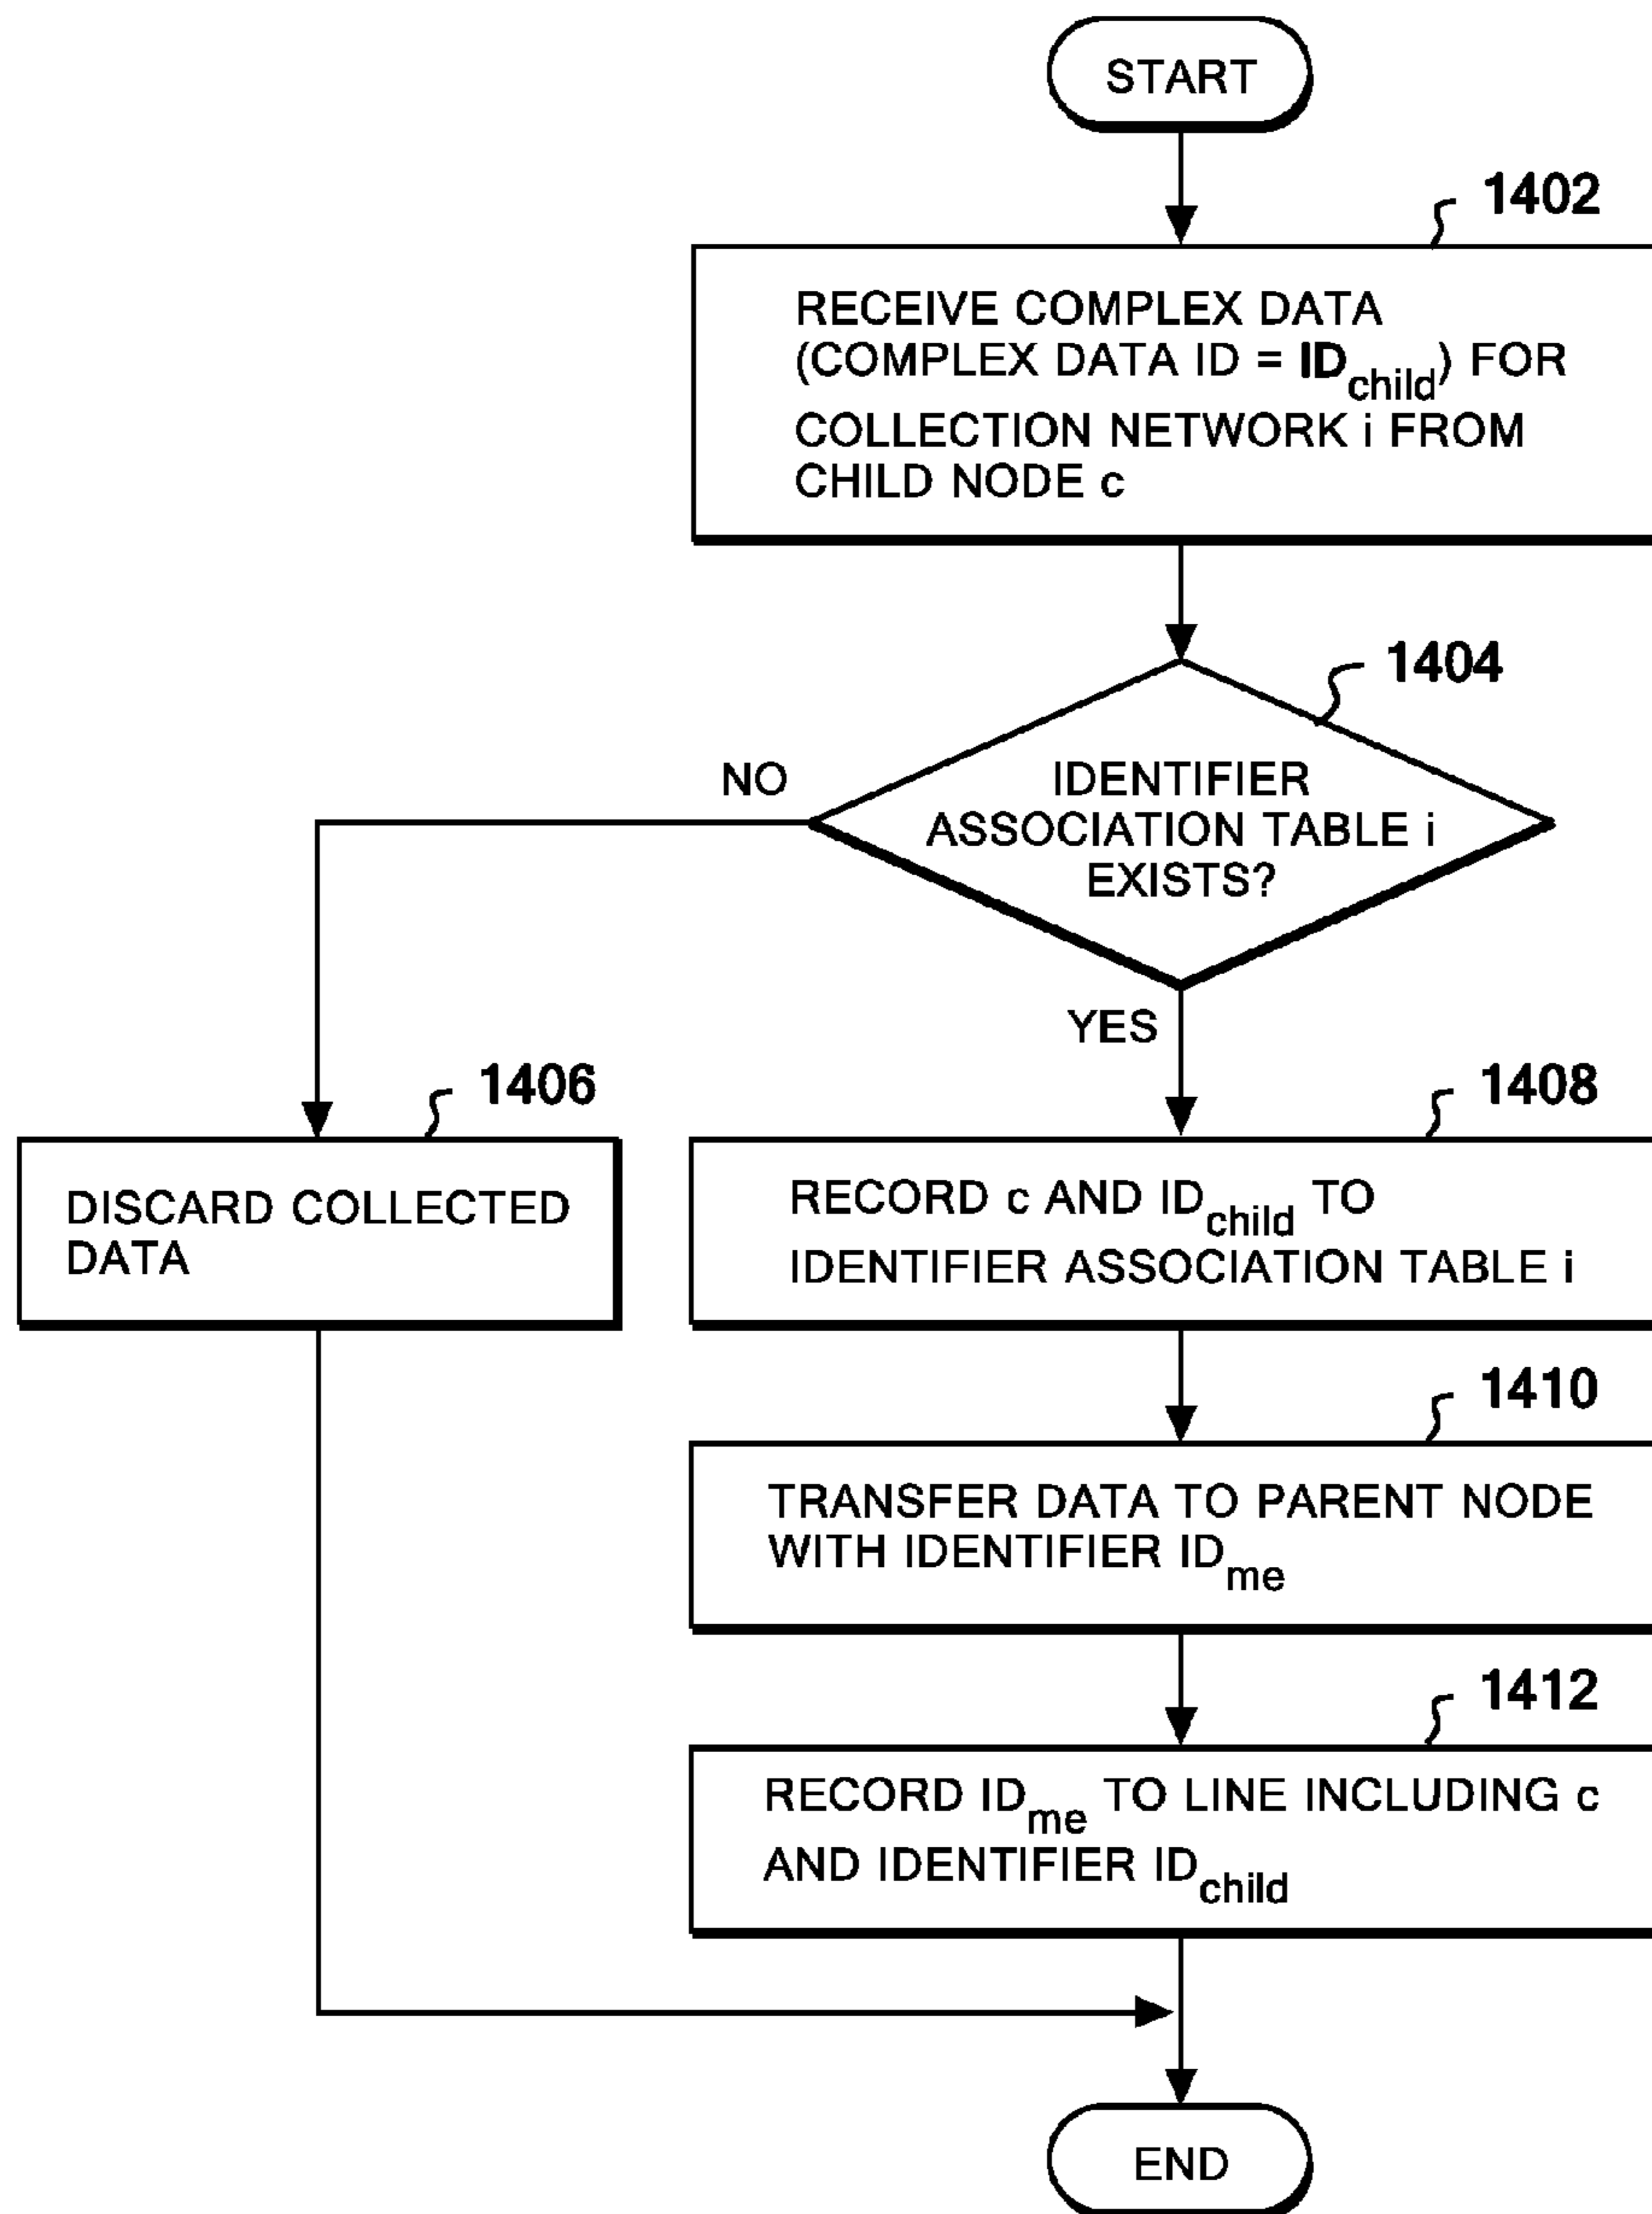 START
1402
RECEIVE COMPLEX DATA
(COMPLEX DATA ID = IDchild) FOR
COLLECTION NETWORK i FROM
CHILD NODE c
1404
NO
IDENTIFIER
ASSOCIATION TABLE i
EXISTS?
YES
1406
DISCARD COLLECTED
DATA
1408
RECORD c AND IDchild TO
IDENTIFIER ASSOCIATION TABLE i
1410
TRANSFER DATA TO PARENT NODE
WITH IDENTIFIER IDme
1412
RECORD IDme TO LINE INCLUDING c
AND IDENTIFIER IDchild
END